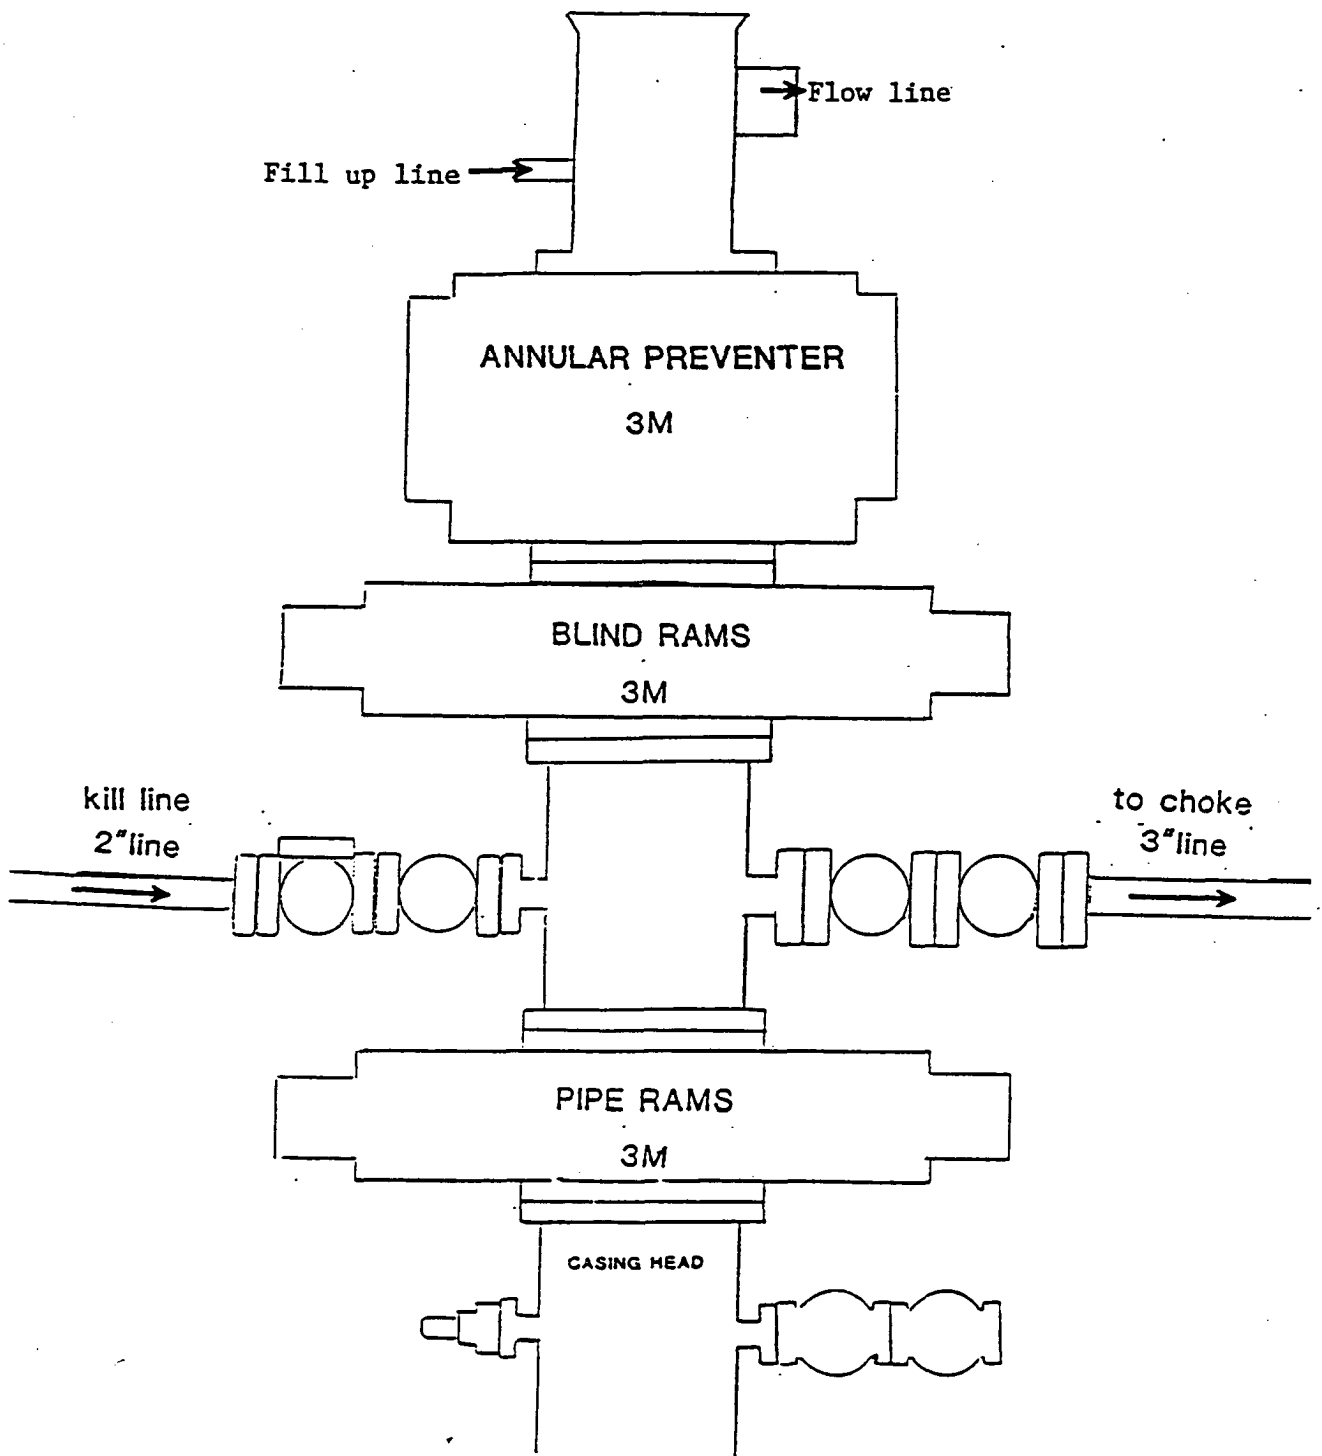 Flow line
Fill up line
ANNULAR PREVENTER
3M
BLIND RAMS
3M
kill line
2"line
to choke
3"line
PIPE RAMS
3M
CASING HEAD